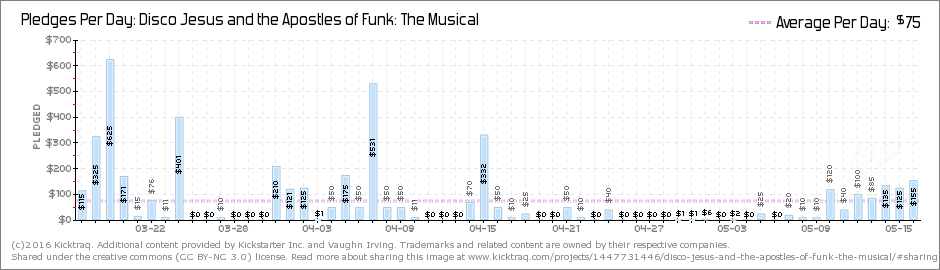 Pledges Per Day: Disco Jesus and the Apostles of Funk: The Musical
Average Per Day: $75
$700
$600
$500
$400
$300
$200
$100
$0
PLEDGED
$115 $325 $625 $171 $15 $76 $11 $401 $0 $0 $10 $0 $0 $0 $210 $121 $125 $1 $50 $175 $50 $531 $50 $50 $11 $0 $0 $0 $70 $332 $50 $10 $25 $0 $0 $50 $0 $0 $40 $0 $0 $0 $0 $1 $1 $6 $0 $2 $0 $25 $0 $20 $10 $10 $120 $40 $100 $85 $135 $125 $155
03-22 03-28 04-03 04-09 04-15 04-21 04-27 05-03 05-09 05-15
(c)2016 Kicktraq. Additional content provided by Kickstarter Inc. and Vaughn Irving. Trademarks and related content are owned by their respective companies.
Shared under the creative commons (CC BY-NC 3.0) license. Read more about sharing this image at www.kicktraq.com/projects/1447731446/disco-jesus-and-the-apostles-of-funk-the-musical/#sharing